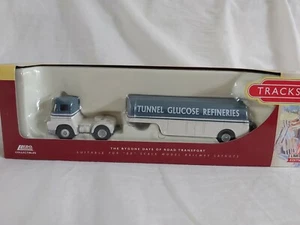 TRACKS
TUNNEL GLUCOSE REFINERIES
THE BYGONE DAYS OF ROAD TRANSPORT
SUITABLE FOR '00' SCALE MODEL RAILWAY LAYOUTS